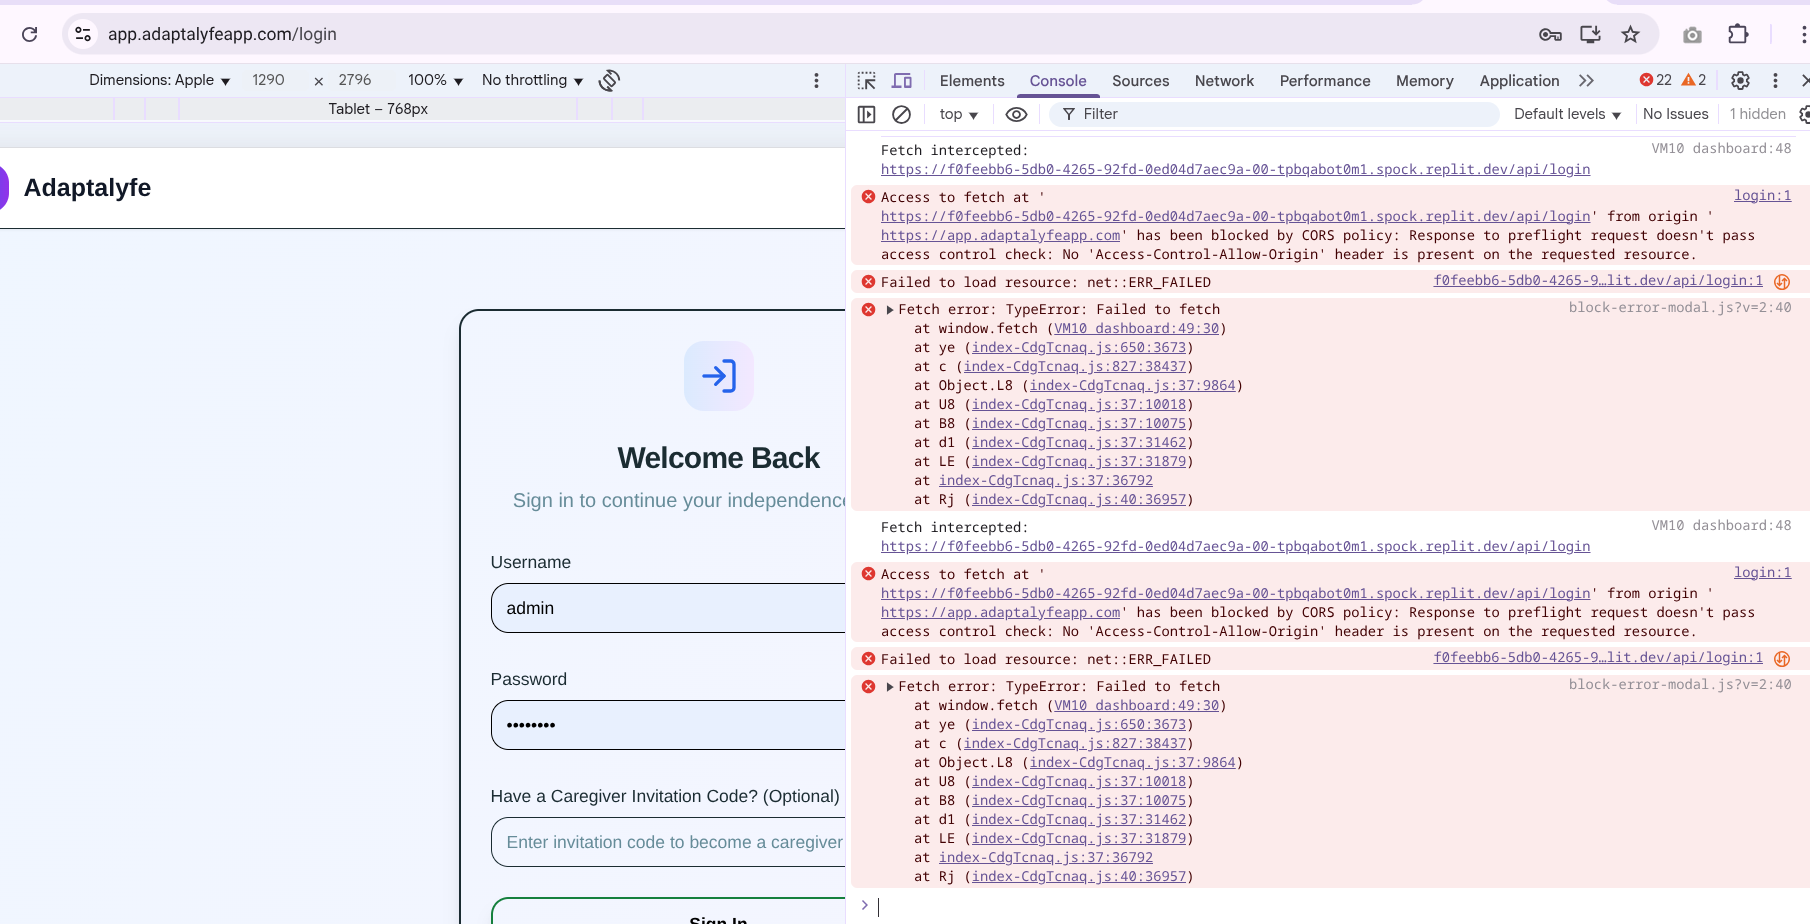 app.adaptalyfeapp.com/login
Dimensions: Apple ▼ 1290 × 2796 100% ▼ No throttling ▼
Tablet – 768px
Adaptalyfe
Welcome Back
Sign in to continue your independence
Username
admin
Password
••••••••
Have a Caregiver Invitation Code? (Optional)
Enter invitation code to become a caregiver
Sign In
Elements Console Sources Network Performance Memory Application 22 2
top ▼ Filter Default levels ▼ No Issues 1 hidden
Fetch intercepted: VM10 dashboard:48
https://f0feebb6-5db0-4265-92fd-0ed04d7aec9a-00-tpbqabot0m1.spock.replit.dev/api/login
Access to fetch at ' login:1
https://f0feebb6-5db0-4265-92fd-0ed04d7aec9a-00-tpbqabot0m1.spock.replit.dev/api/login' from origin '
https://app.adaptalyfeapp.com' has been blocked by CORS policy: Response to preflight request doesn't pass
access control check: No 'Access-Control-Allow-Origin' header is present on the requested resource.
Failed to load resource: net::ERR_FAILED f0feebb6-5db0-4265-9…lit.dev/api/login:1
Fetch error: TypeError: Failed to fetch block-error-modal.js?v=2:40
at window.fetch (VM10 dashboard:49:30)
at ye (index-CdgTcnaq.js:650:3673)
at c (index-CdgTcnaq.js:827:38437)
at Object.L8 (index-CdgTcnaq.js:37:9864)
at U8 (index-CdgTcnaq.js:37:10018)
at B8 (index-CdgTcnaq.js:37:10075)
at d1 (index-CdgTcnaq.js:37:31462)
at LE (index-CdgTcnaq.js:37:31879)
at index-CdgTcnaq.js:37:36792
at Rj (index-CdgTcnaq.js:40:36957)
Fetch intercepted: VM10 dashboard:48
https://f0feebb6-5db0-4265-92fd-0ed04d7aec9a-00-tpbqabot0m1.spock.replit.dev/api/login
Access to fetch at ' login:1
https://f0feebb6-5db0-4265-92fd-0ed04d7aec9a-00-tpbqabot0m1.spock.replit.dev/api/login' from origin '
https://app.adaptalyfeapp.com' has been blocked by CORS policy: Response to preflight request doesn't pass
access control check: No 'Access-Control-Allow-Origin' header is present on the requested resource.
Failed to load resource: net::ERR_FAILED f0feebb6-5db0-4265-9…lit.dev/api/login:1
Fetch error: TypeError: Failed to fetch block-error-modal.js?v=2:40
at window.fetch (VM10 dashboard:49:30)
at ye (index-CdgTcnaq.js:650:3673)
at c (index-CdgTcnaq.js:827:38437)
at Object.L8 (index-CdgTcnaq.js:37:9864)
at U8 (index-CdgTcnaq.js:37:10018)
at B8 (index-CdgTcnaq.js:37:10075)
at d1 (index-CdgTcnaq.js:37:31462)
at LE (index-CdgTcnaq.js:37:31879)
at index-CdgTcnaq.js:37:36792
at Rj (index-CdgTcnaq.js:40:36957)